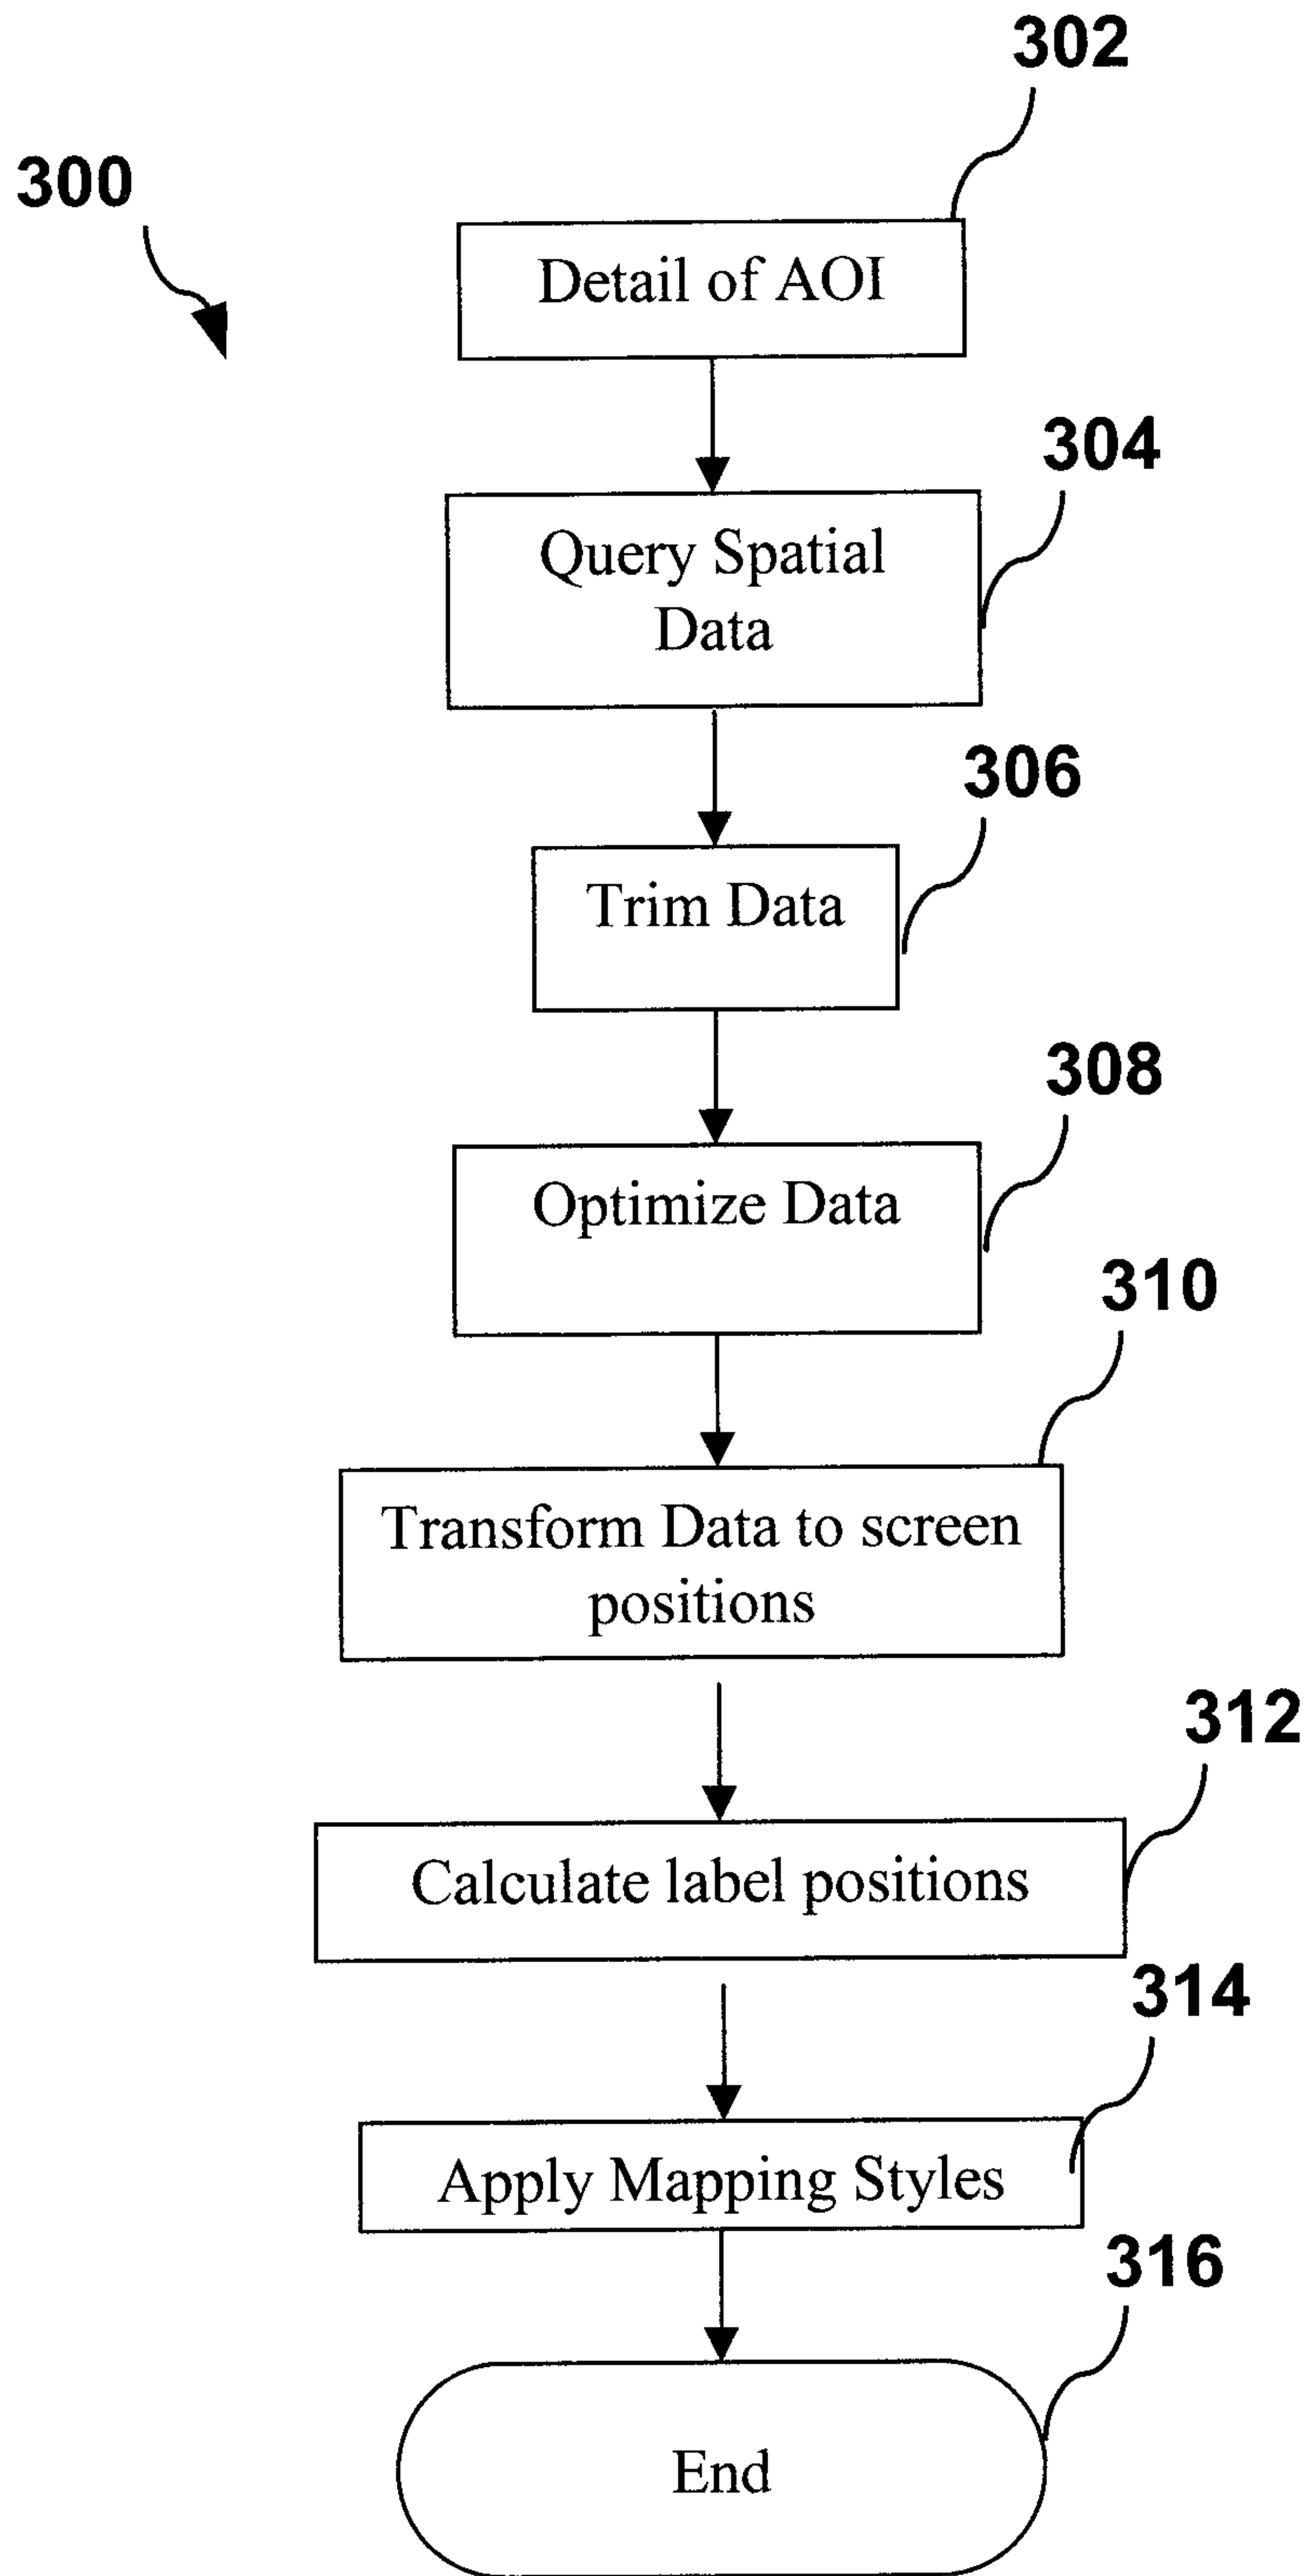 302
300
Detail of AOI
304
Query Spatial
Data
306
Trim Data
308
Optimize Data
310
Transform Data to screen
positions
312
Calculate label positions
314
Apply Mapping Styles
316
End